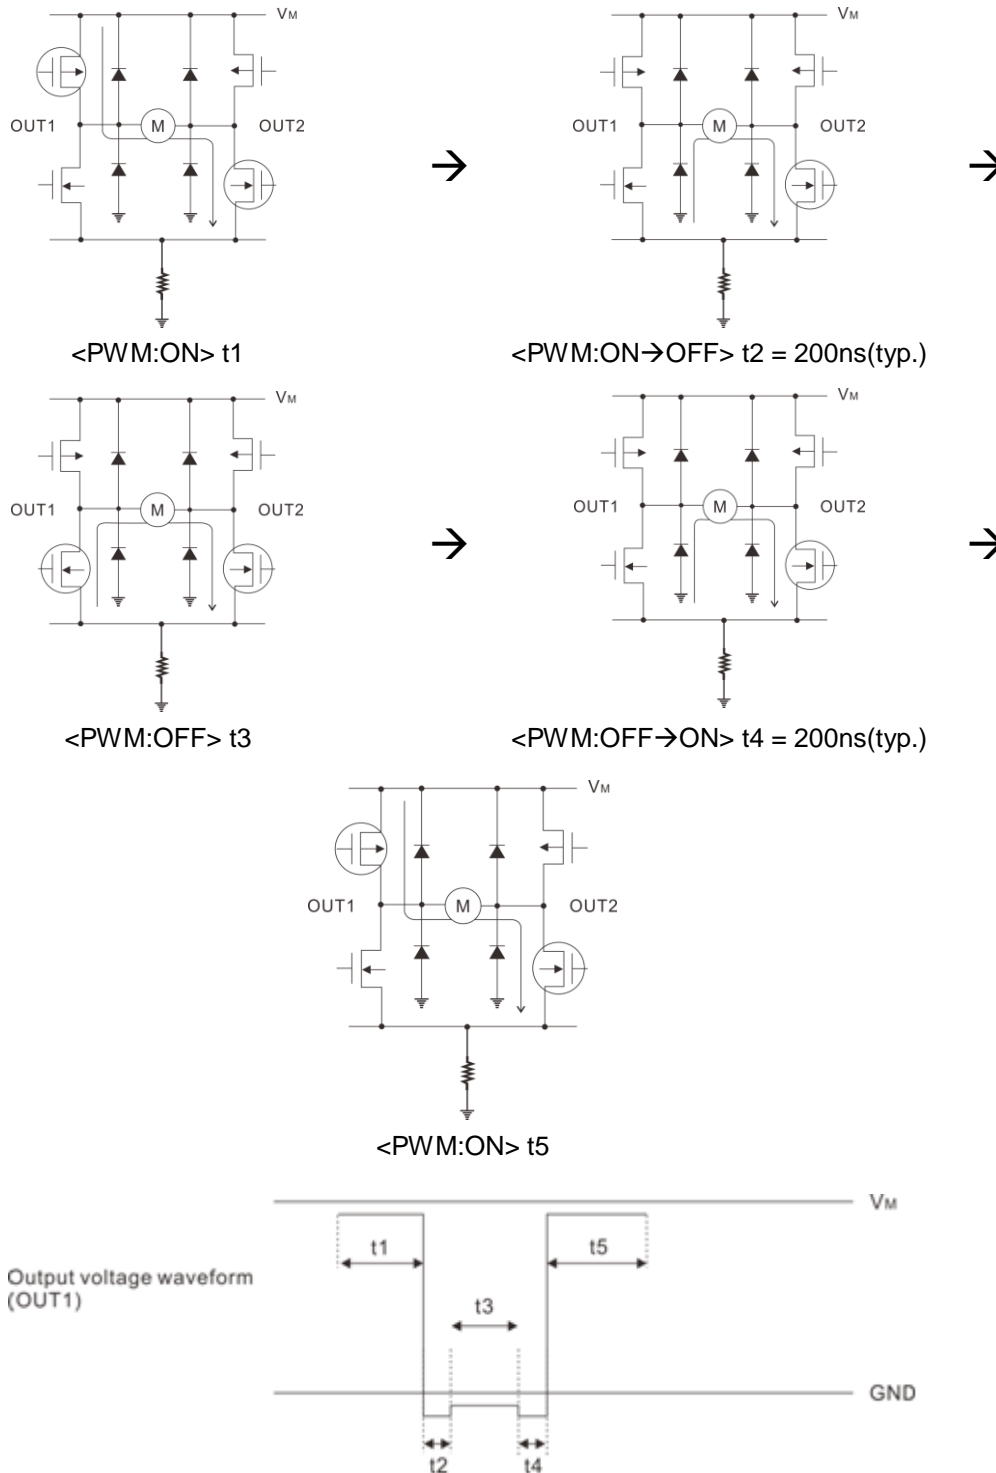 VM
VM
OUT1
M
OUT2
→
OUT1
M
OUT2
→
<PWM:ON> t1
<PWM:ON→OFF> t2 = 200ns(typ.)
VM
VM
OUT1
M
OUT2
→
OUT1
M
OUT2
→
<PWM:OFF> t3
<PWM:OFF→ON> t4 = 200ns(typ.)
VM
OUT1
M
OUT2
<PWM:ON> t5
VM
t1
t5
Output voltage waveform
(OUT1)
t3
GND
t2
t4